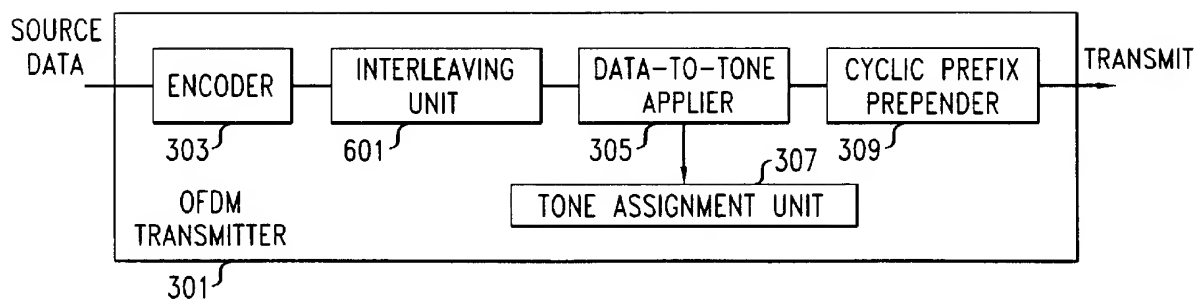 SOURCE
DATA
ENCODER
303
INTERLEAVING
UNIT
601
DATA-TO-TONE
APPLIER
305
CYCLIC PREFIX
PREPENDER
309
TRANSMIT
307
TONE ASSIGNMENT UNIT
OFDM
TRANSMITTER
301